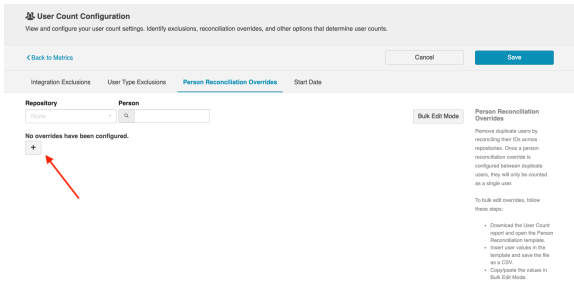 User Count Configuration
View and configure your user count settings. Identify exclusions, reconciliation overrides, and other options that determine user counts.
Back to Metrics
Cancel
Save
Integration Exclusions
User Type Exclusions
Person Reconciliation Overrides
Start Date
Repository
Person
None
Bulk Edit Mode
No overrides have been configured.
+
Person Reconciliation
Overrides
Remove duplicate users by
reconciling their IDs across
repositories. Once a person
reconciliation override is
configured between duplicate
users, they will only be counted
as a single user.
To bulk edit overrides, follow
these steps:
• Download the User Count
report and open the Person
Reconciliation template.
• Insert user values in the
template and save the file
as a CSV.
• Copy/paste the values in
Bulk Edit Mode.